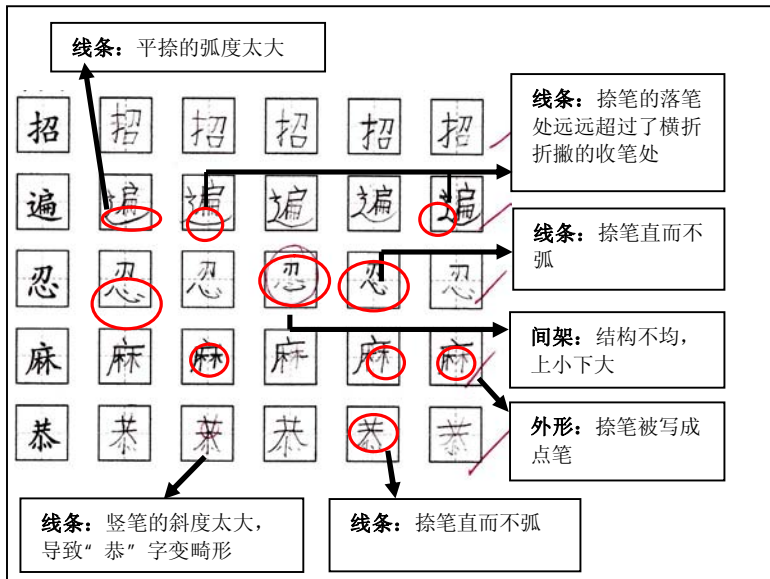 线条：平捺的弧度太大
招 招 招 招 招 招
线条：捺笔的落笔
处远远超过了横折
折撇的收笔处
遍 遍 遍 遍 遍 遍
线条：捺笔直而不
弧
忍 忍 忍 忍 忍 忍
间架：结构不均，
上小下大
麻 麻 麻 麻 麻 麻
外形：捺笔被写成
点笔
恭 恭 恭 恭 恭 恭
线条：竖笔的斜度太大，
导致“ 恭”字变畸形
线条：捺笔直而不弧